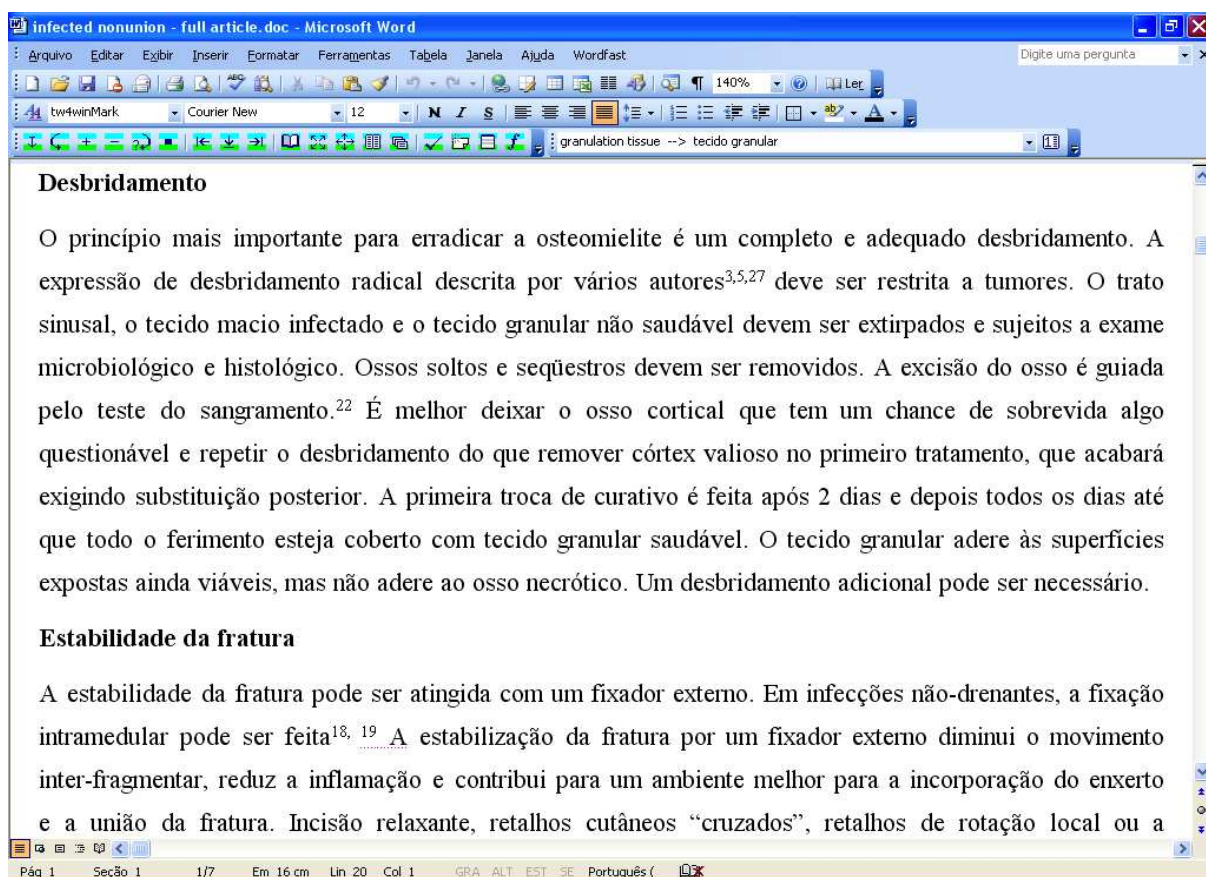 infected nonunion - full article.doc - Microsoft Word
Arquivo Editar Exibir Inserir Formatar Ferramentas Tabela Janela Ajuda Wordfast Digite uma pergunta
140% Ler
tw4winMark Courier New 12 N I S
granulation tissue --> tecido granular
Desbridamento
O princípio mais importante para erradicar a osteomielite é um completo e adequado desbridamento. A
expressão de desbridamento radical descrita por vários autores3,5,27 deve ser restrita a tumores. O trato
sinusal, o tecido macio infectado e o tecido granular não saudável devem ser extirpados e sujeitos a exame
microbiológico e histológico. Ossos soltos e seqüestros devem ser removidos. A excisão do osso é guiada
pelo teste do sangramento.22 É melhor deixar o osso cortical que tem um chance de sobrevida algo
questionável e repetir o desbridamento do que remover córtex valioso no primeiro tratamento, que acabará
exigindo substituição posterior. A primeira troca de curativo é feita após 2 dias e depois todos os dias até
que todo o ferimento esteja coberto com tecido granular saudável. O tecido granular adere às superfícies
expostas ainda viáveis, mas não adere ao osso necrótico. Um desbridamento adicional pode ser necessário.
Estabilidade da fratura
A estabilidade da fratura pode ser atingida com um fixador externo. Em infecções não-drenantes, a fixação
intramedular pode ser feita18, 19 A estabilização da fratura por um fixador externo diminui o movimento
inter-fragmentar, reduz a inflamação e contribui para um ambiente melhor para a incorporação do enxerto
e a união da fratura. Incisão relaxante, retalhos cutâneos “cruzados”, retalhos de rotação local ou a
Pág 1 Seção 1 1/7 Em 16 cm Lin 20 Col 1 GRA ALT EST SE Português (